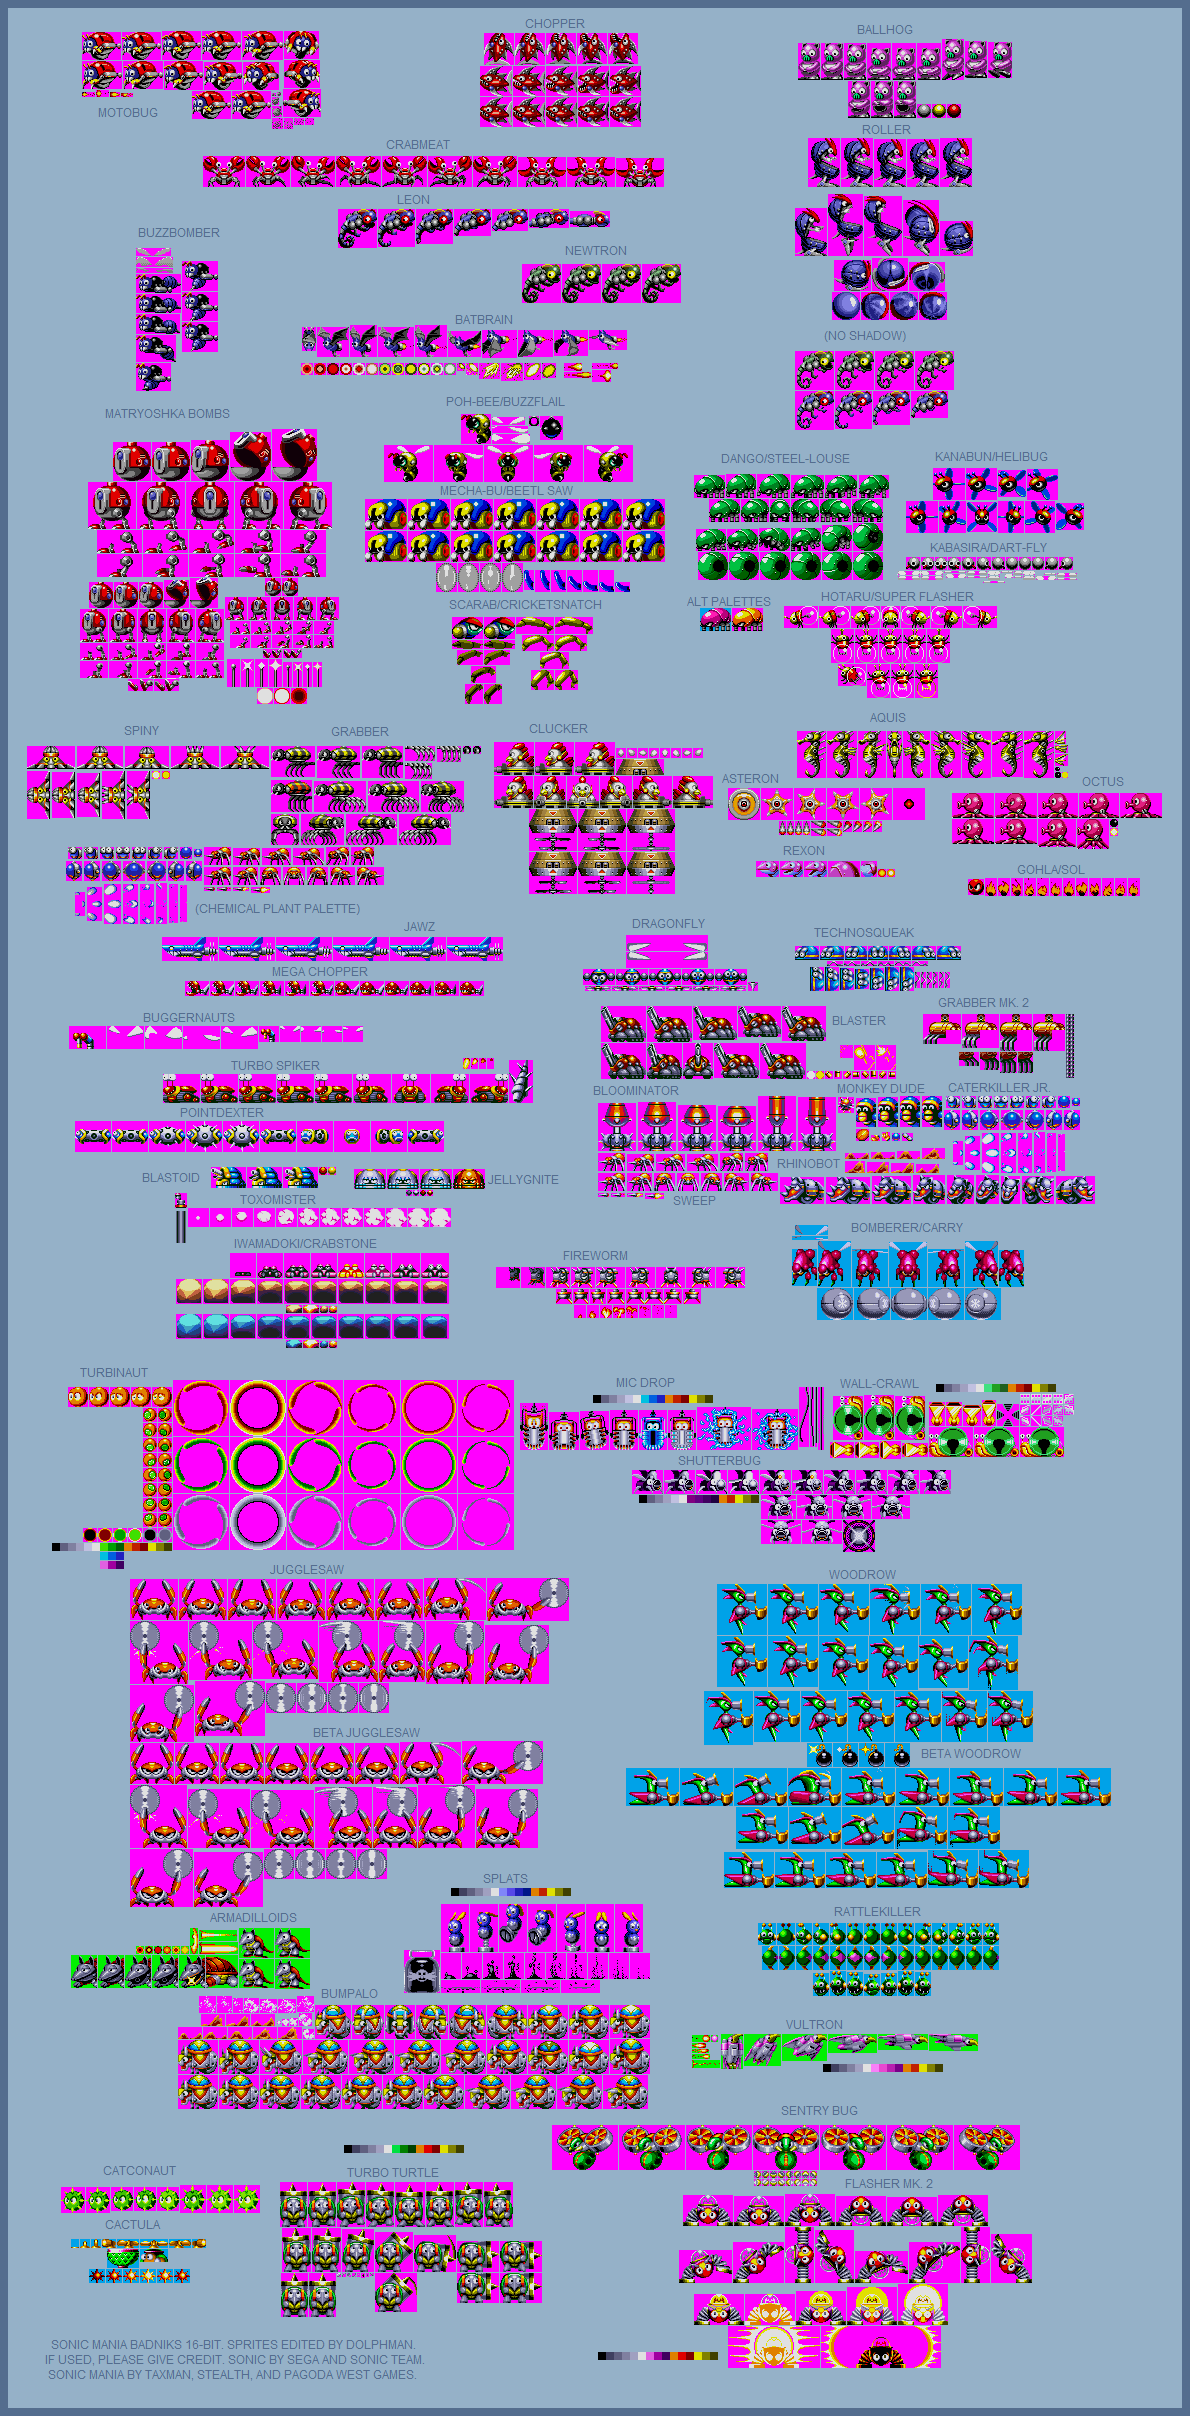 CHOPPER
BALLHOG
MOTOBUG
ROLLER
CRABMEAT
LEON
BUZZBOMBER
NEWTRON
BATBRAIN
(NO SHADOW)
POH-BEE/BUZZFLAIL
MATRYOSHKA BOMBS
DANGO/STEEL-LOUSE
KANABUN/HELIBUG
MECHA-BU/BEETL SAW
KABASIRA/DART-FLY
SCARAB/CRICKETSNATCH
ALT PALETTES
HOTARU/SUPER FLASHER
SPINY
GRABBER
CLUCKER
AQUIS
ASTERON
OCTUS
REXON
GOHLA/SOL
(CHEMICAL PLANT PALETTE)
JAWZ
DRAGONFLY
TECHNOSQUEAK
MEGA CHOPPER
GRABBER MK. 2
BUGGERNAUTS
BLASTER
TURBO SPIKER
BLOOMINATOR
MONKEY DUDE
CATERKILLER JR.
POINTDEXTER
RHINOBOT
BLASTOID
JELLYGNITE
TOXOMISTER
SWEEP
IWAMADOKI/CRABSTONE
FIREWORM
BOMBERER/CARRY
TURBINAUT
MIC DROP
WALL-CRAWL
SHUTTERBUG
JUGGLESAW
WOODROW
BETA JUGGLESAW
BETA WOODROW
SPLATS
ARMADILLOIDS
RATTLEKILLER
BUMPALO
VULTRON
SENTRY BUG
CATCONAUT
TURBO TURTLE
FLASHER MK. 2
CACTULA
SONIC MANIA BADNIKS 16-BIT. SPRITES EDITED BY DOLPHMAN.
IF USED, PLEASE GIVE CREDIT. SONIC BY SEGA AND SONIC TEAM.
SONIC MANIA BY TAXMAN, STEALTH, AND PAGODA WEST GAMES.